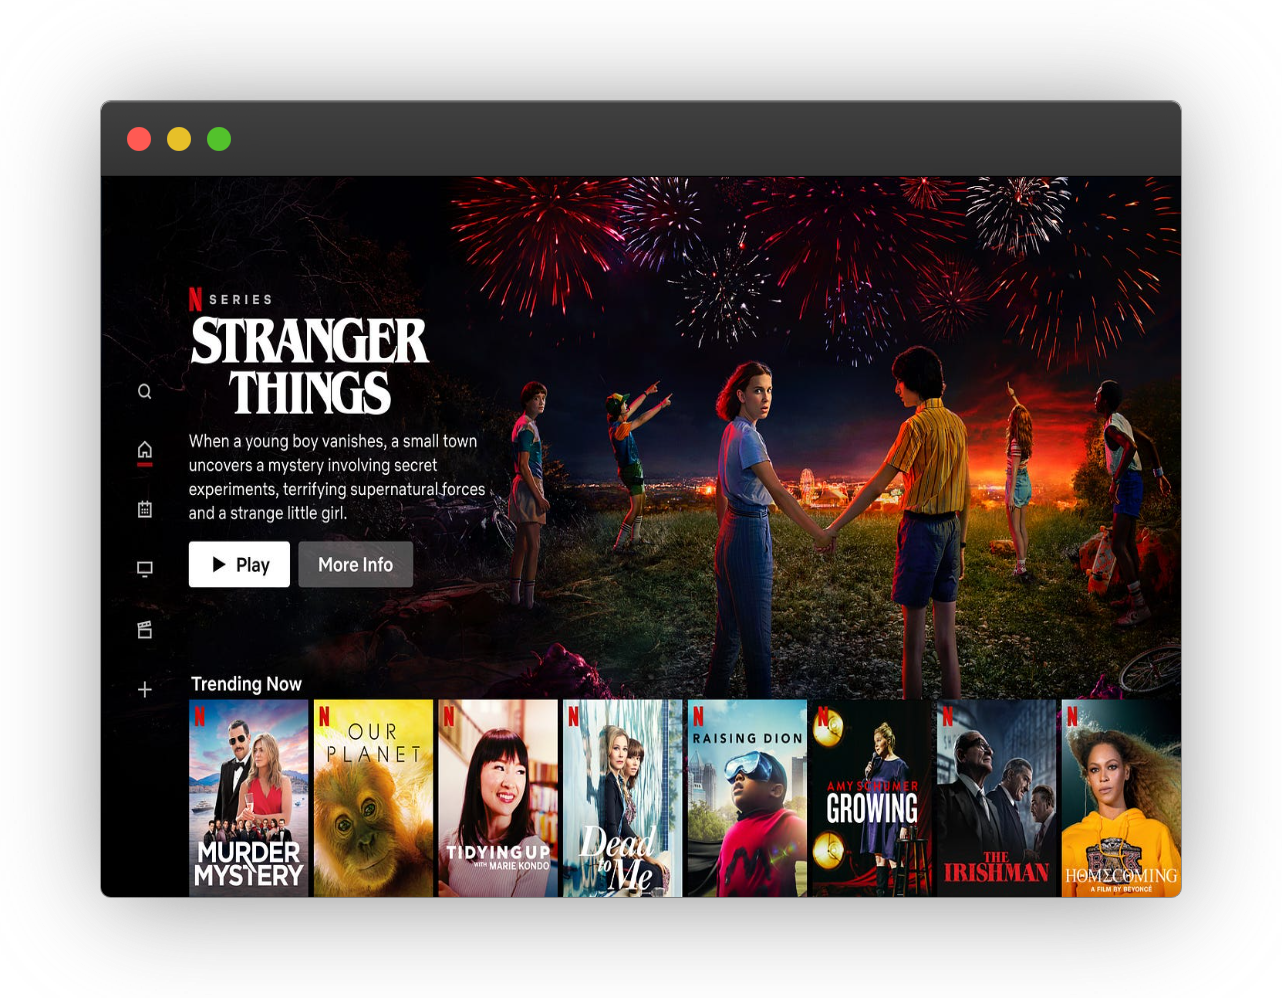 N SERIES
STRANGER
THINGS
When a young boy vanishes, a small town
uncovers a mystery involving secret
experiments, terrifying supernatural forces
and a strange little girl.
Play
More Info
Trending Now
N
MURDER
MYSTERY
N
OUR
PLANET
N
TIDYING UP
WITH MARIE KONDO
N
Dead
to
Me
N
RAISING DION
N
AMY SCHUMER
GROWING
N
THE
IRISHMAN
N
HOMECOMING
A FILM BY BEYONCÉ